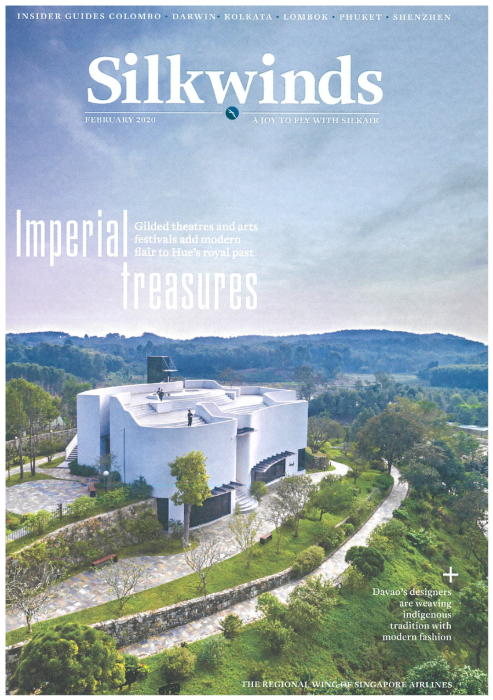 INSIDER GUIDES COLOMBO • DARWIN • KOLKATA • LOMBOK • PHUKET • SHENZHEN
Silkwinds
FEBRUARY 2020
A JOY TO FLY WITH SILKAIR
Imperial
treasures
Gilded theatres and arts
festivals add modern
flair to Hue's royal past
+
Davao's designers
are weaving
indigenous
tradition with
modern fashion
THE REGIONAL WING OF SINGAPORE AIRLINES